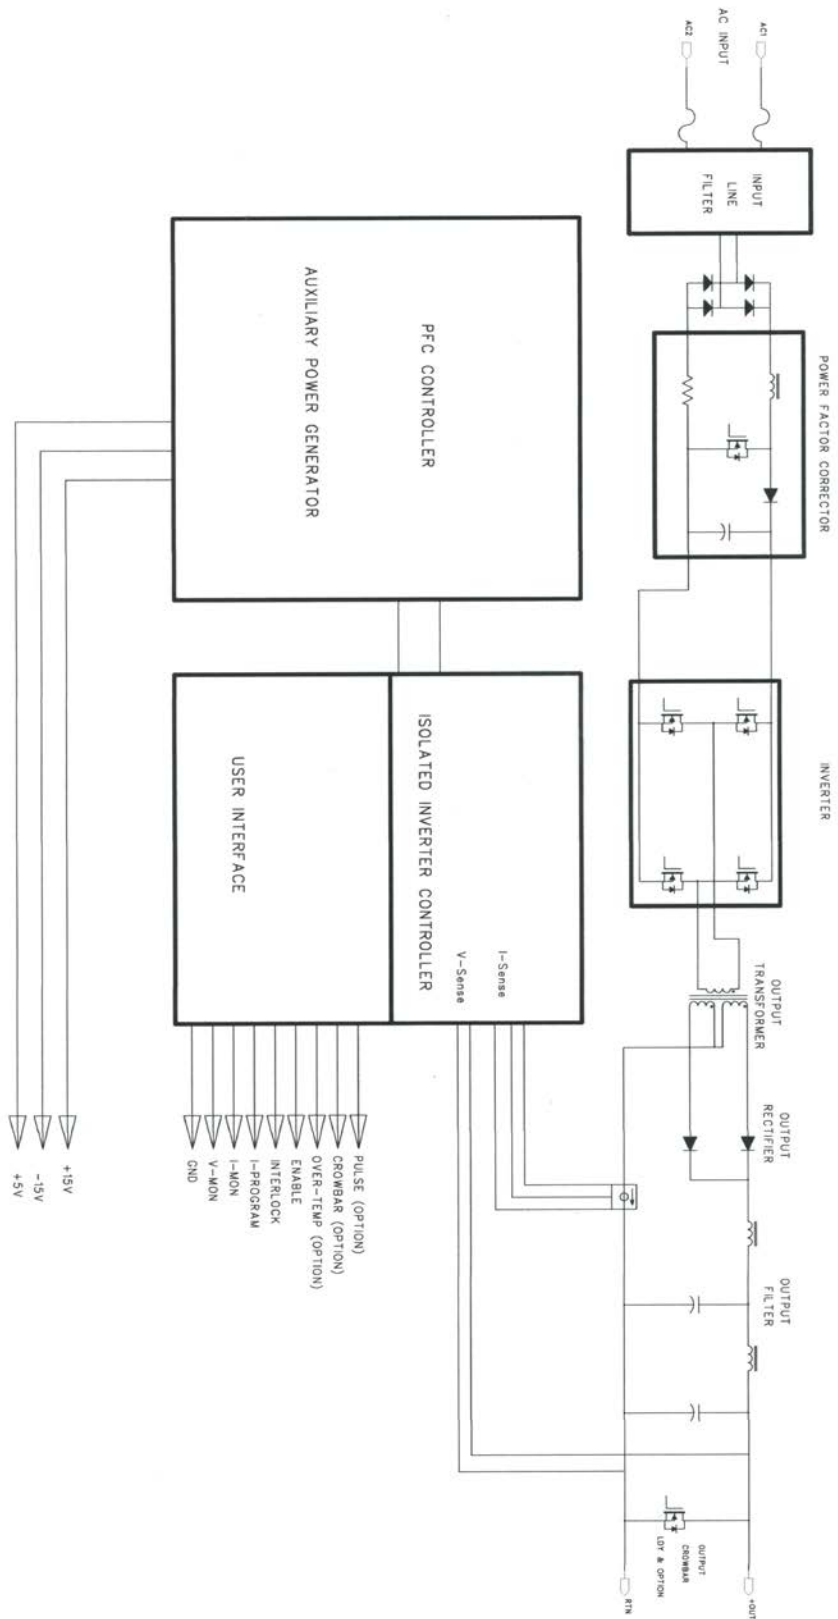 AC INPUT
AC1
AC2
INPUT
LINE
FILTER
POWER FACTOR CORRECTOR
INVERTER
OUTPUT
TRANSFORMER
OUTPUT
RECTIFIER
OUTPUT
FILTER
OUTPUT
CROWBAR
LDY & OPTION
+OUT
RTN
PFC CONTROLLER
AUXILIARY POWER GENERATOR
ISOLATED INVERTER CONTROLLER
I-Sense
V-Sense
USER INTERFACE
PULSE (OPTION)
CROWBAR (OPTION)
OVER-TEMP (OPTION)
ENABLE
INTERLOCK
I-PROGRAM
I-MON
V-MON
GND
+15V
-15V
+5V